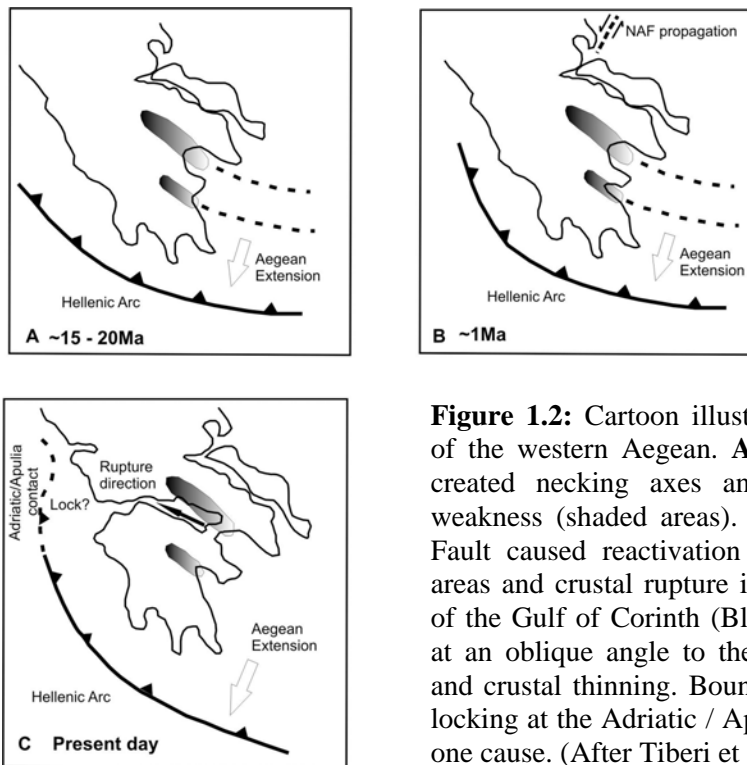 NAF propagation
Aegean
Extension
Hellenic Arc
A ~15 - 20Ma
Aegean
Extension
Hellenic Arc
B ~1Ma
Adriatic/Apulia
contact
Rupture
direction
Lock?
Aegean
Extension
Hellenic Arc
C Present day
Figure 1.2: Cartoon illust
of the western Aegean. A
created necking axes an
weakness (shaded areas).
Fault caused reactivation
areas and crustal rupture i
of the Gulf of Corinth (Bl
at an oblique angle to the
and crustal thinning. Boun
locking at the Adriatic / Ap
one cause. (After Tiberi et